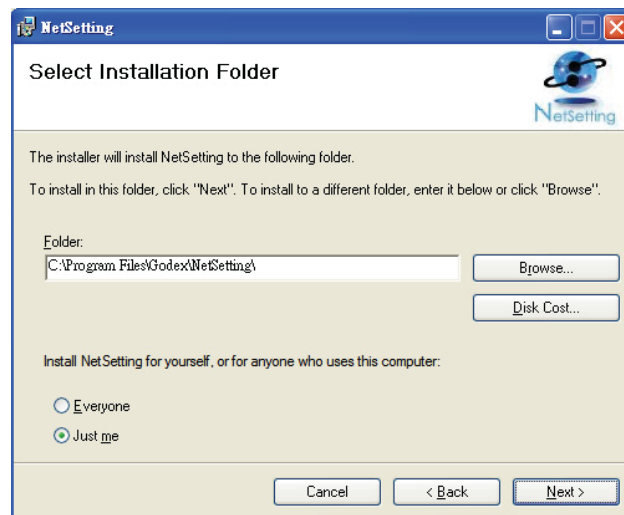 NetSetting
Select Installation Folder
NetSetting
The installer will install NetSetting to the following folder.
To install in this folder, click "Next". To install to a different folder, enter it below or click "Browse".
Folder:
C:\Program Files\Godex\NetSetting\
Browse...
Disk Cost...
Install NetSetting for yourself, or for anyone who uses this computer:
Everyone
Just me
Cancel
< Back
Next >